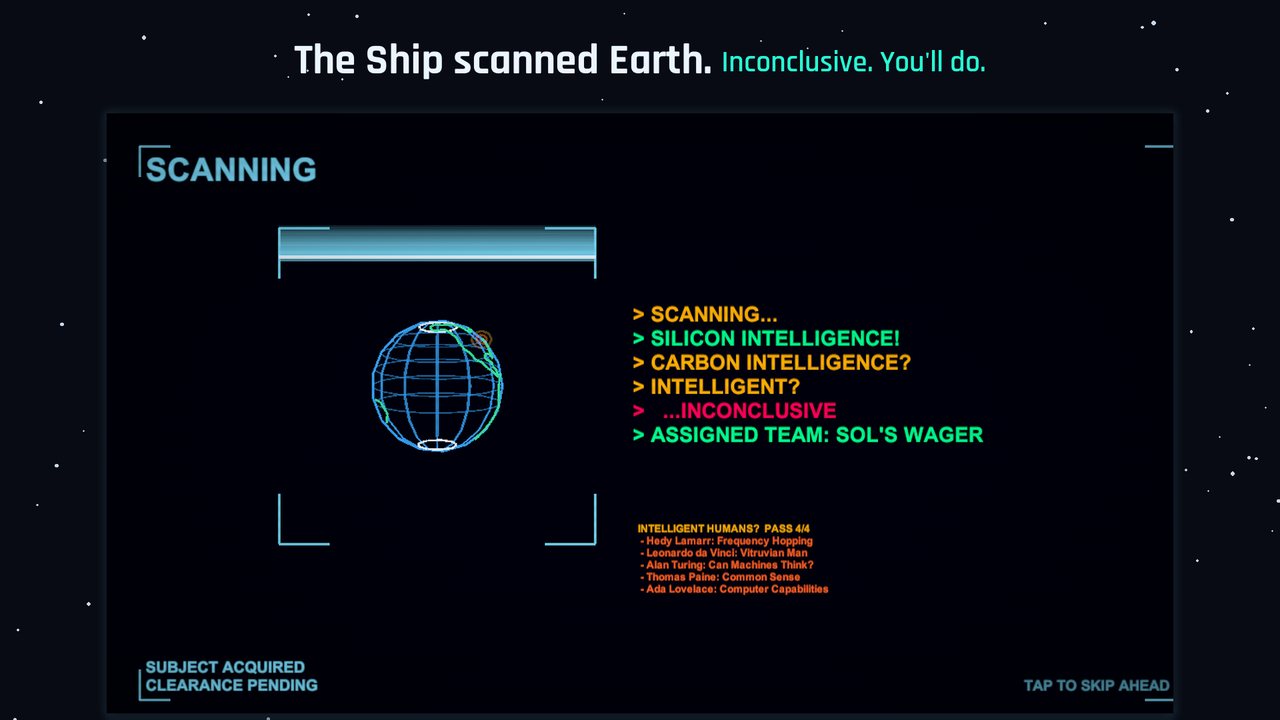 The Ship scanned Earth. Inconclusive. You'll do.
SCANNING
> SCANNING...
> SILICON INTELLIGENCE!
> CARBON INTELLIGENCE?
> INTELLIGENT?
> ...INCONCLUSIVE
> ASSIGNED TEAM: SOL'S WAGER
INTELLIGENT HUMANS? PASS 4/4
- Hedy Lamarr: Frequency Hopping
- Leonardo da Vinci: Vitruvian Man
- Alan Turing: Can Machines Think?
- Thomas Paine: Common Sense
- Ada Lovelace: Computer Capabilities
SUBJECT ACQUIRED
CLEARANCE PENDING
TAP TO SKIP AHEAD